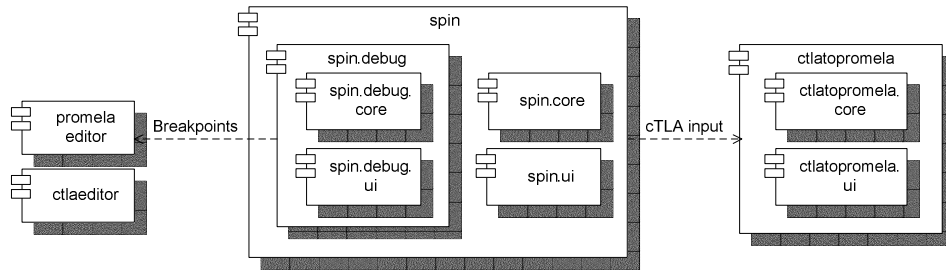 spin
spin.debug
spin.debug.
core
spin.debug.
ui
spin.core
spin.ui
promela
editor
ctlaeditor
Breakpoints
cTLA input
ctlatopromela
ctlatopromela.
core
ctlatopromela.
ui